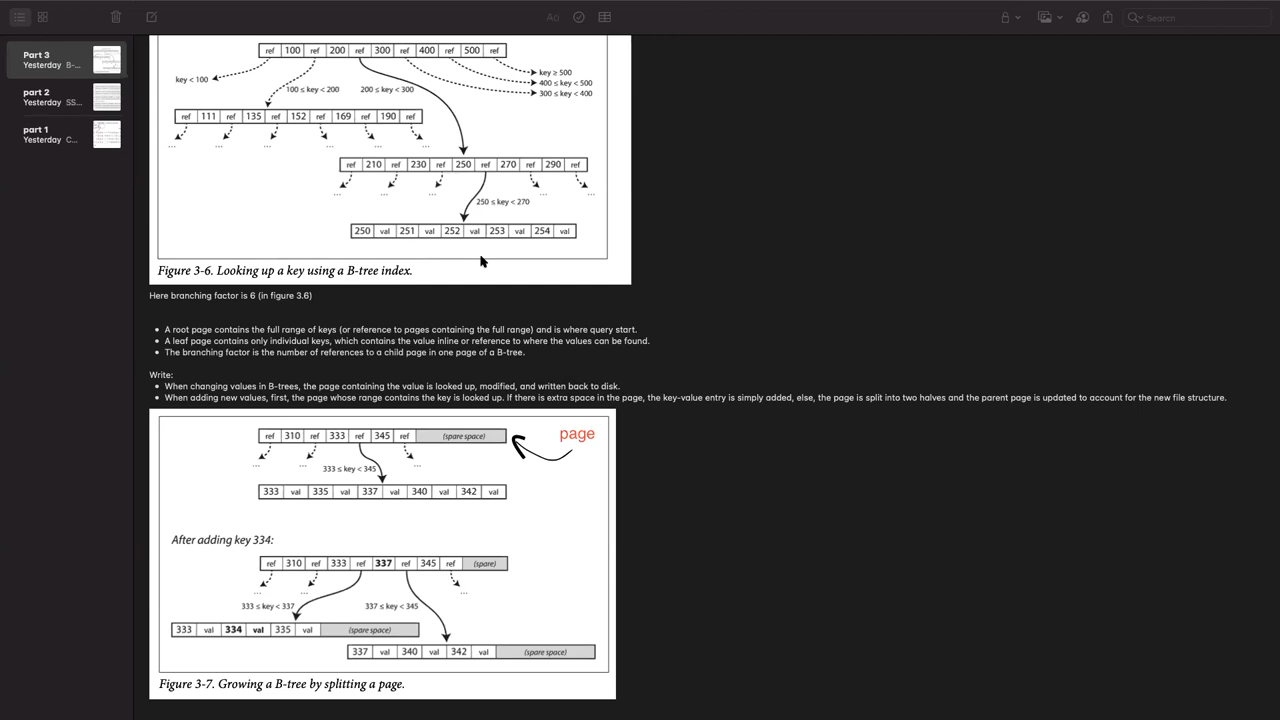 Aa
Search
Part 3
Yesterday B-...
part 2
Yesterday SS...
part 1
Yesterday C...
ref 100 ref 200 ref 300 ref 400 ref 500 ref
key < 100
100 ≤ key < 200
200 ≤ key < 300
key ≥ 500
400 ≤ key < 500
300 ≤ key < 400
ref 111 ref 135 ref 152 ref 169 ref 190 ref
... ... ... ... ... ...
ref 210 ref 230 ref 250 ref 270 ref 290 ref
... ... ... ... ...
250 ≤ key < 270
250 val 251 val 252 val 253 val 254 val
Figure 3-6. Looking up a key using a B-tree index.
Here branching factor is 6 (in figure 3.6)
• A root page contains the full range of keys (or reference to pages containing the full range) and is where query start.
• A leaf page contains only individual keys, which contains the value inline or reference to where the values can be found.
• The branching factor is the number of references to a child page in one page of a B-tree.
Write:
• When changing values in B-trees, the page containing the value is looked up, modified, and written back to disk.
• When adding new values, first, the page whose range contains the key is looked up. If there is extra space in the page, the key-value entry is simply added, else, the page is split into two halves and the parent page is updated to account for the new file structure.
ref 310 ref 333 ref 345 ref (spare space)
page
... ... ...
333 ≤ key < 345
333 val 335 val 337 val 340 val 342 val
After adding key 334:
ref 310 ref 333 ref 337 ref 345 ref (spare)
... ... ...
333 ≤ key < 337
337 ≤ key < 345
333 val 334 val 335 val (spare space)
337 val 340 val 342 val (spare space)
Figure 3-7. Growing a B-tree by splitting a page.